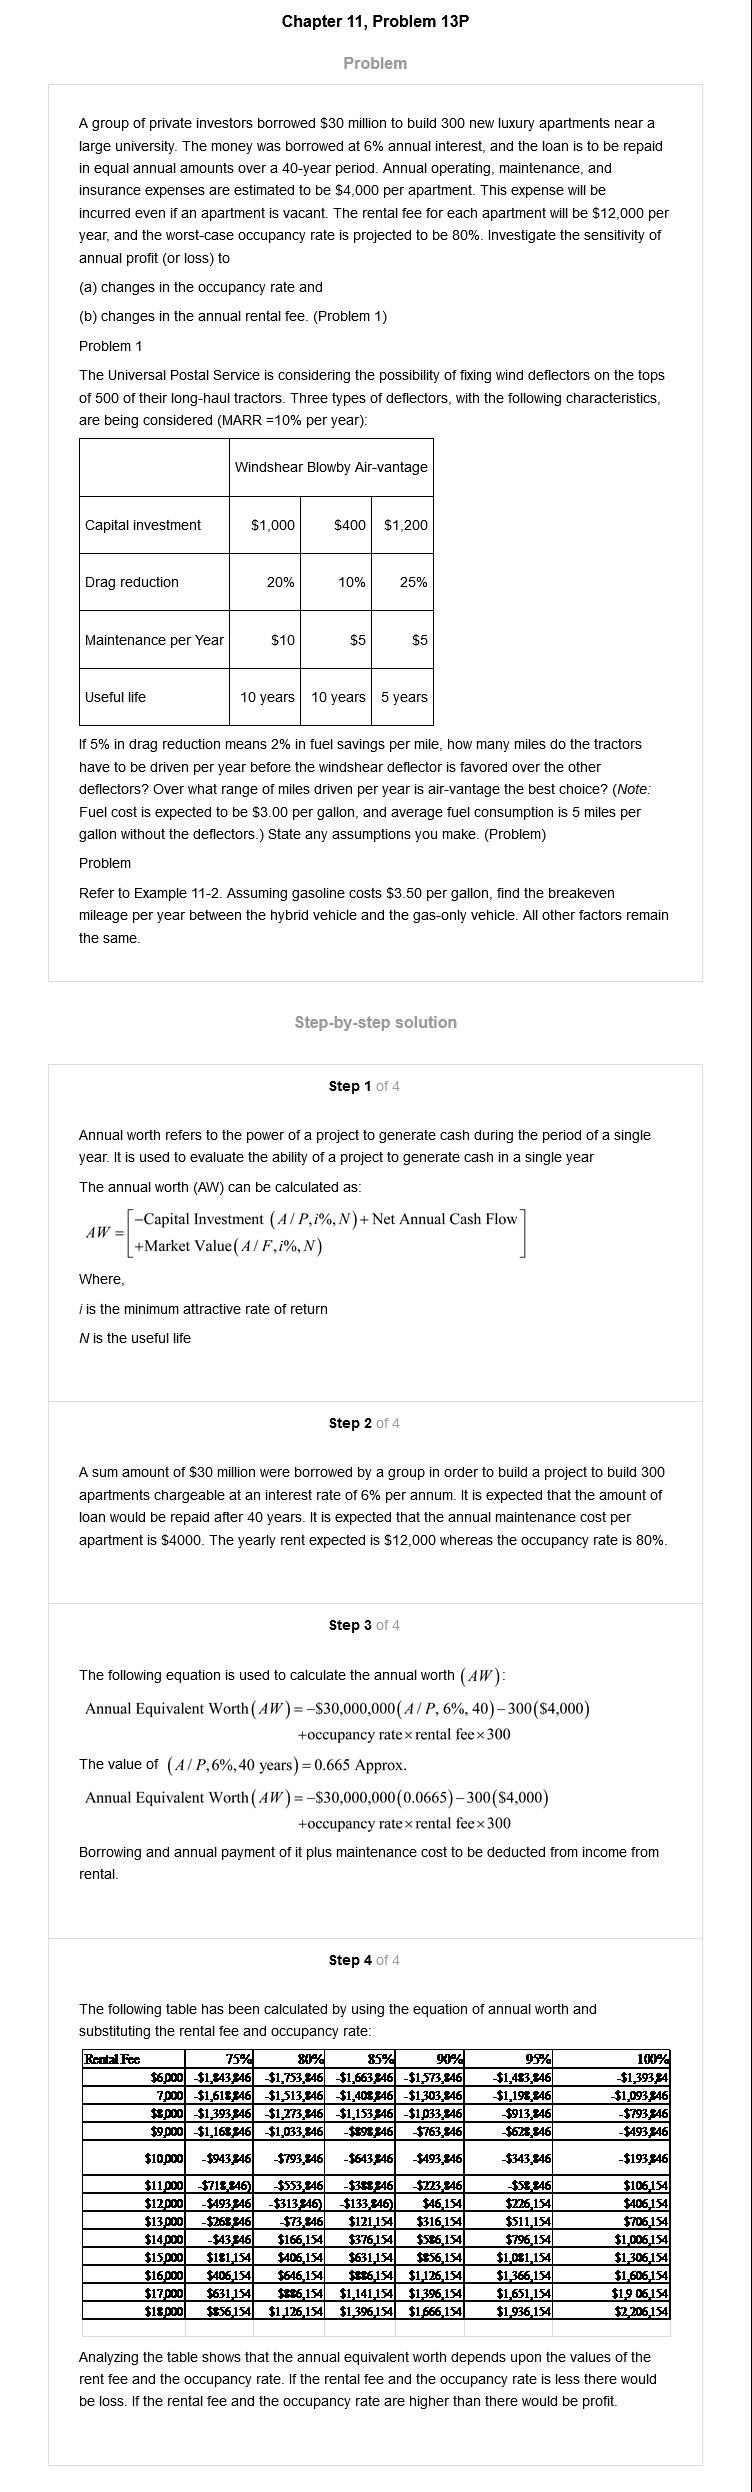 Chapter 11, Problem 13P
Problem
A group of private investors borrowed $30 million to build 300 new luxury apartments near a
large university. The money was borrowed at 6% annual interest, and the loan is to be repaid
in equal annual amounts over a 40-year period. Annual operating, maintenance, and
insurance expenses are estimated to be $4,000 per apartment. This expense will be
incurred even if an apartment is vacant. The rental fee for each apartment will be $12,000 per
year, and the worst-case occupancy rate is projected to be 80%. Investigate the sensitivity of
annual profit (or loss) to
(a) changes in the occupancy rate and
(b) changes in the annual rental fee. (Problem 1)
Problem 1
The Universal Postal Service is considering the possibility of fixing wind deflectors on the tops
of 500 of their long-haul tractors. Three types of deflectors, with the following characteristics,
are being considered (MARR =10% per year):
Windshear Blowby Air-vantage
Capital investment $1,000 $400 $1,200
Drag reduction 20% 10% 25%
Maintenance per Year $10 $5 $5
Useful life 10 years 10 years 5 years
If 5% in drag reduction means 2% in fuel savings per mile, how many miles do the tractors
have to be driven per year before the windshear deflector is favored over the other
deflectors? Over what range of miles driven per year is air-vantage the best choice? (Note:
Fuel cost is expected to be $3.00 per gallon, and average fuel consumption is 5 miles per
gallon without the deflectors.) State any assumptions you make. (Problem)
Problem
Refer to Example 11-2. Assuming gasoline costs $3.50 per gallon, find the breakeven
mileage per year between the hybrid vehicle and the gas-only vehicle. All other factors remain
the same.
Step-by-step solution
Step 1 of 4
Annual worth refers to the power of a project to generate cash during the period of a single
year. It is used to evaluate the ability of a project to generate cash in a single year
The annual worth (AW) can be calculated as:
AW = [−Capital Investment (A/P,i%,N)+ Net Annual Cash Flow
+Market Value(A/F,i%,N)]
Where,
i is the minimum attractive rate of return
N is the useful life
Step 2 of 4
A sum amount of $30 million were borrowed by a group in order to build a project to build 300
apartments chargeable at an interest rate of 6% per annum. It is expected that the amount of
loan would be repaid after 40 years. It is expected that the annual maintenance cost per
apartment is $4000. The yearly rent expected is $12,000 whereas the occupancy rate is 80%.
Step 3 of 4
The following equation is used to calculate the annual worth (AW):
Annual Equivalent Worth(AW)=−$30,000,000(A/P, 6%, 40)−300($4,000)
+occupancy rate×rental fee×300
The value of (A/P,6%,40 years)=0.665 Approx.
Annual Equivalent Worth(AW)=−$30,000,000(0.0665)−300($4,000)
+occupancy rate×rental fee×300
Borrowing and annual payment of it plus maintenance cost to be deducted from income from
rental.
Step 4 of 4
The following table has been calculated by using the equation of annual worth and
substituting the rental fee and occupancy rate:
Rental Fee 75% 80% 85% 90% 95% 100%
$6,000 -$1,843,846 -$1,753,846 -$1,663,846 -$1,573,846 -$1,483,846 -$1,393,84
7,000 -$1,618,846 -$1,513,846 -$1,408,846 -$1,303,846 -$1,198,846 -$1,093,846
$8,000 -$1,393,846 -$1,273,846 -$1,153,846 -$1,033,846 -$913,846 -$793,846
$9,000 -$1,168,846 -$1,033,846 -$898,846 -$763,846 -$628,846 -$493,846
$10,000 -$943,846 -$793,846 -$643,846 -$493,846 -$343,846 -$193,846
$11,000 -$718,846) -$553,846 -$388,846 -$223,846 -$58,846 $106,154
$12,000 -$493,846 -$313,846) -$133,846) $46,154 $226,154 $406,154
$13,000 -$268,846 -$73,846 $121,154 $316,154 $511,154 $706,154
$14,000 -$43,846 $166,154 $376,154 $586,154 $796,154 $1,006,154
$15,000 $181,154 $406,154 $631,154 $856,154 $1,081,154 $1,306,154
$16,000 $406,154 $646,154 $886,154 $1,126,154 $1,366,154 $1,606,154
$17,000 $631,154 $886,154 $1,141,154 $1,396,154 $1,651,154 $1,9 06,154
$18,000 $856,154 $1,126,154 $1,396,154 $1,666,154 $1,936,154 $2,206,154
Analyzing the table shows that the annual equivalent worth depends upon the values of the
rent fee and the occupancy rate. If the rental fee and the occupancy rate is less there would
be loss. If the rental fee and the occupancy rate are higher than there would be profit.